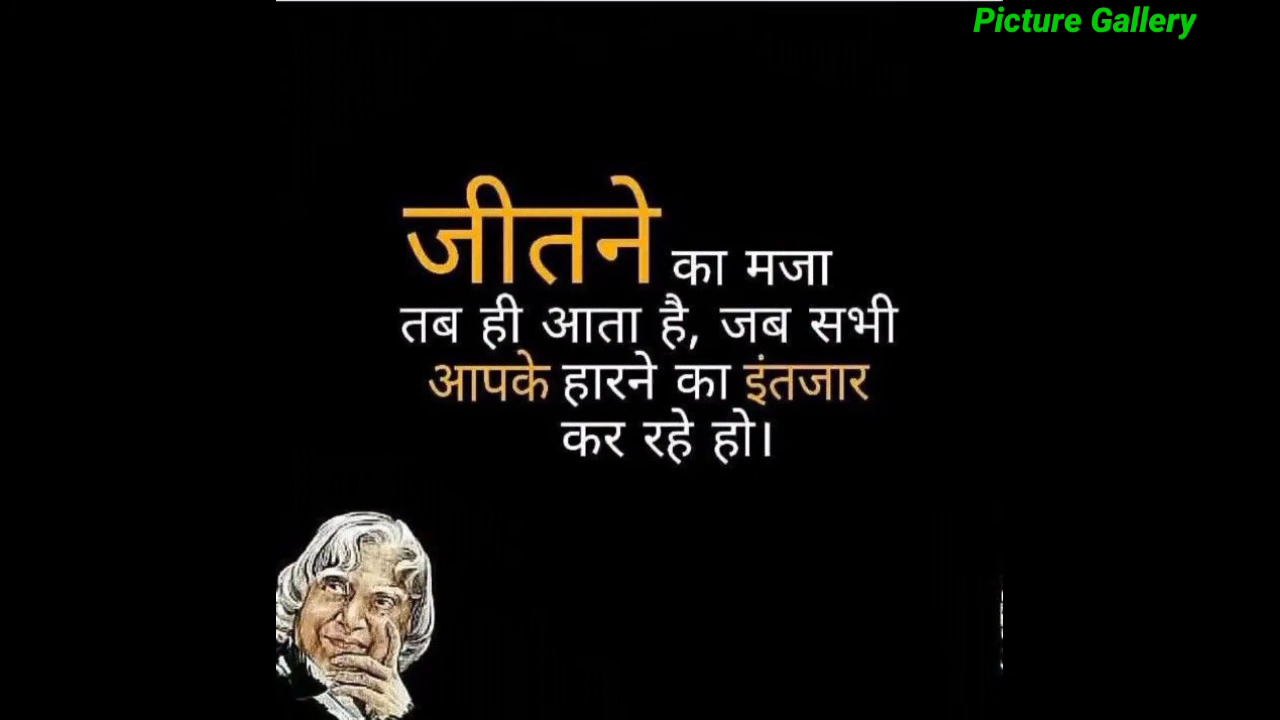 Picture Gallery
जीतने का मजा
तब ही आता है, जब सभी
आपके हारने का इंतजार
कर रहे हो।